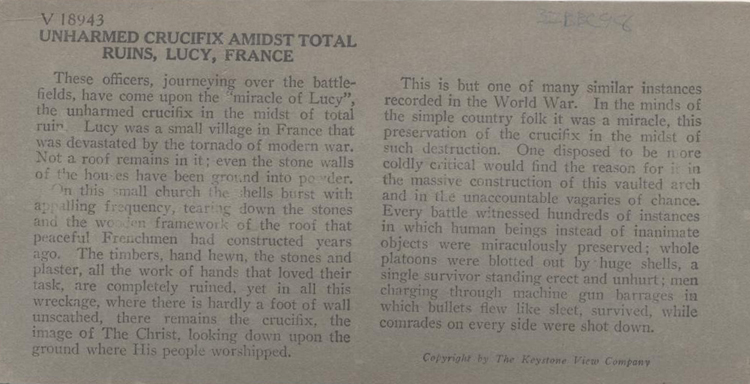 V 18943
UNHARMED CRUCIFIX AMIDST TOTAL
RUINS, LUCY, FRANCE
These officers, journeying over the battle-
fields, have come upon the "miracle of Lucy",
the unharmed crucifix in the midst of total
ruin. Lucy was a small village in France that
was devastated by the tornado of modern war.
Not a roof remains in it; even the stone walls
of the houses have been ground into powder.
On this small church the shells burst with
appalling frequency, tearing down the stones
and the wooden framework of the roof that
peaceful Frenchmen had constructed years
ago. The timbers, hand hewn, the stones and
plaster, all the work of hands that loved their
task, are completely ruined, yet in all this
wreckage, where there is hardly a foot of wall
unscathed, there remains the crucifix, the
image of The Christ, looking down upon the
ground where His people worshipped.
This is but one of many similar instances
recorded in the World War. In the minds of
the simple country folk it was a miracle, this
preservation of the crucifix in the midst of
such destruction. One disposed to be more
coldly critical would find the reason for it in
the massive construction of this vaulted arch
and in the unaccountable vagaries of chance.
Every battle witnessed hundreds of instances
in which human beings instead of inanimate
objects were miraculously preserved; whole
platoons were blotted out by huge shells, a
single survivor standing erect and unhurt; men
charging through machine gun barrages in
which bullets flew like sleet, survived, while
comrades on every side were shot down.
Copyright by The Keystone View Company